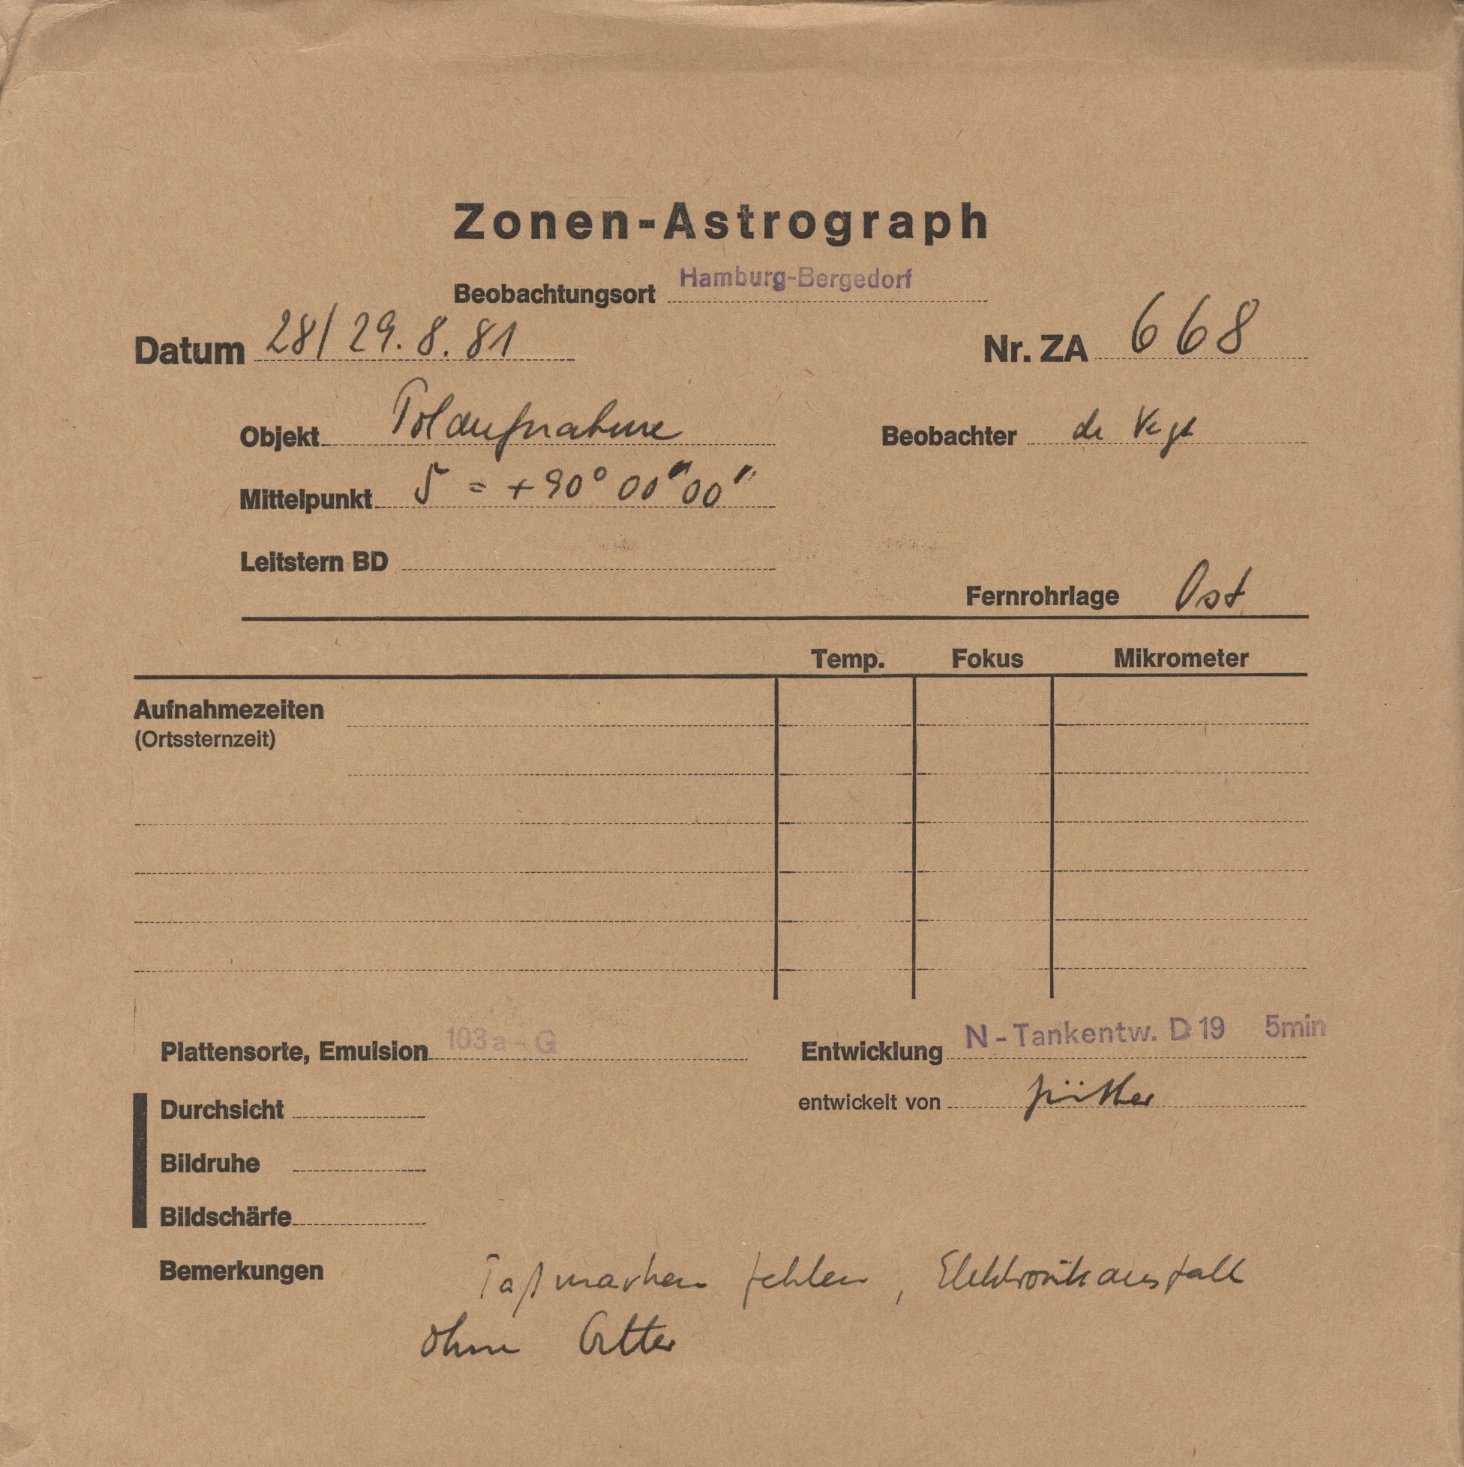 Zonen-Astrograph
Beobachtungsort Hamburg-Bergedorf
Datum 28/29.8.81 Nr. ZA 668
Objekt Polaufnahme Beobachter de Vegt
Mittelpunkt δ = +90° 00" 00"
Leitstern BD
Fernrohrlage Ost
Temp. Fokus Mikrometer
Aufnahmezeiten
(Ortssternzeit)
Plattensorte, Emulsion 103a-G Entwicklung N-Tankentw. D19 5min
Durchsicht entwickelt von
Bildruhe
Bildschärfe
Bemerkungen Paßmarken fehlen, Elektronikausfall
ohne Gitter